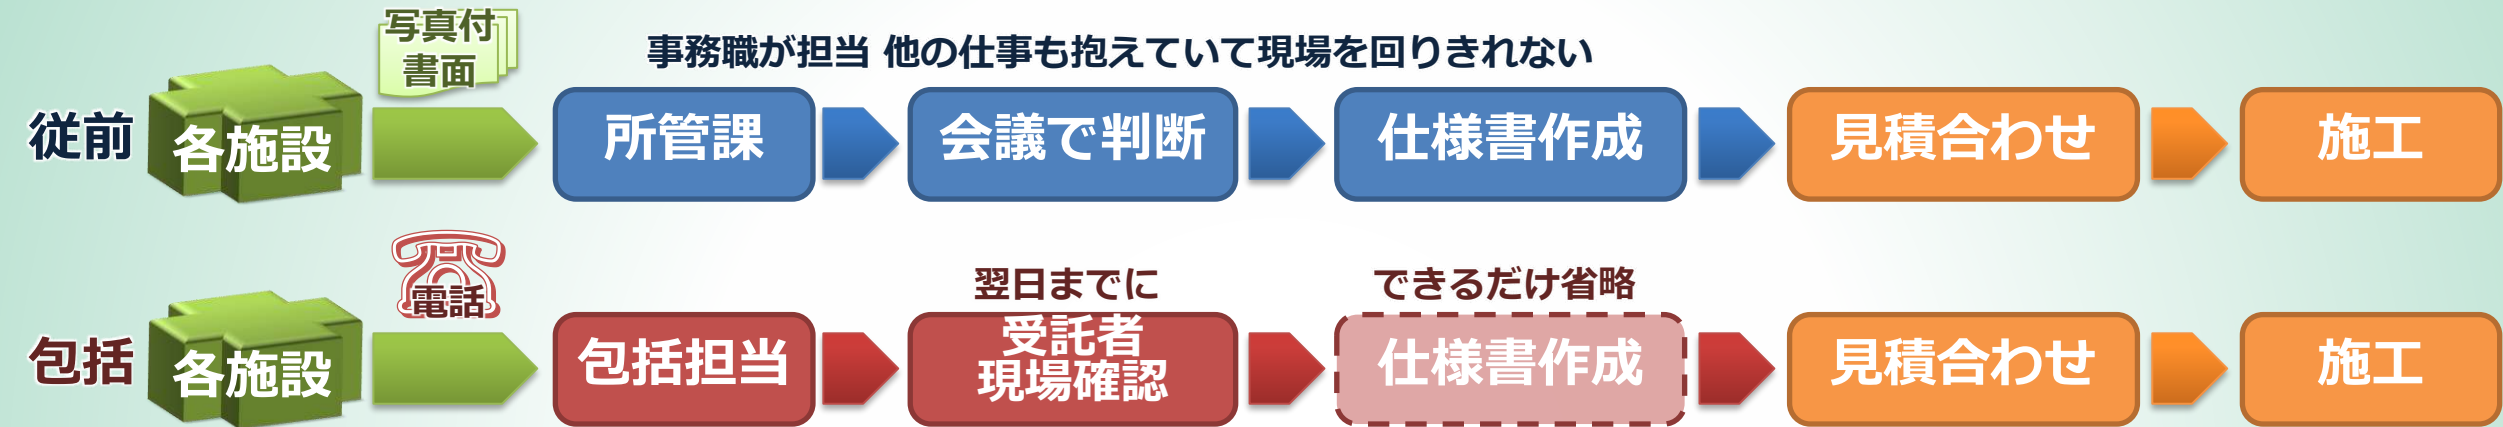 写真付
書面
事務職が担当 他の仕事も抱えていて現場を回りきれない
従前
各施設
所管課
会議で判断
仕様書作成
見積合わせ
施工
電話
翌日までに
できるだけ省略
包括
各施設
包括担当
受託者
現場確認
仕様書作成
見積合わせ
施工